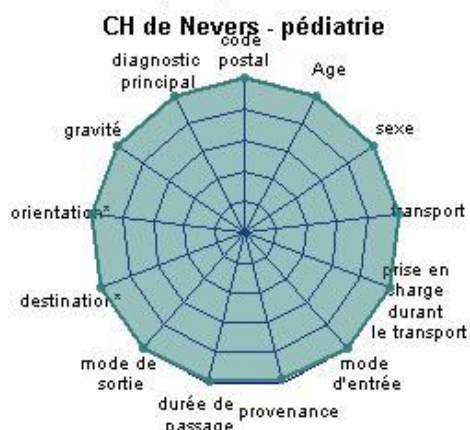 CH de Nevers - pédiatrie
code
postal
Age
sexe
transport
prise en
charge
durant
le transport
mode
d'entrée
provenance
durée de
passage
mode de
sortie
destination*
orientation*
gravité
diagnostic
principal